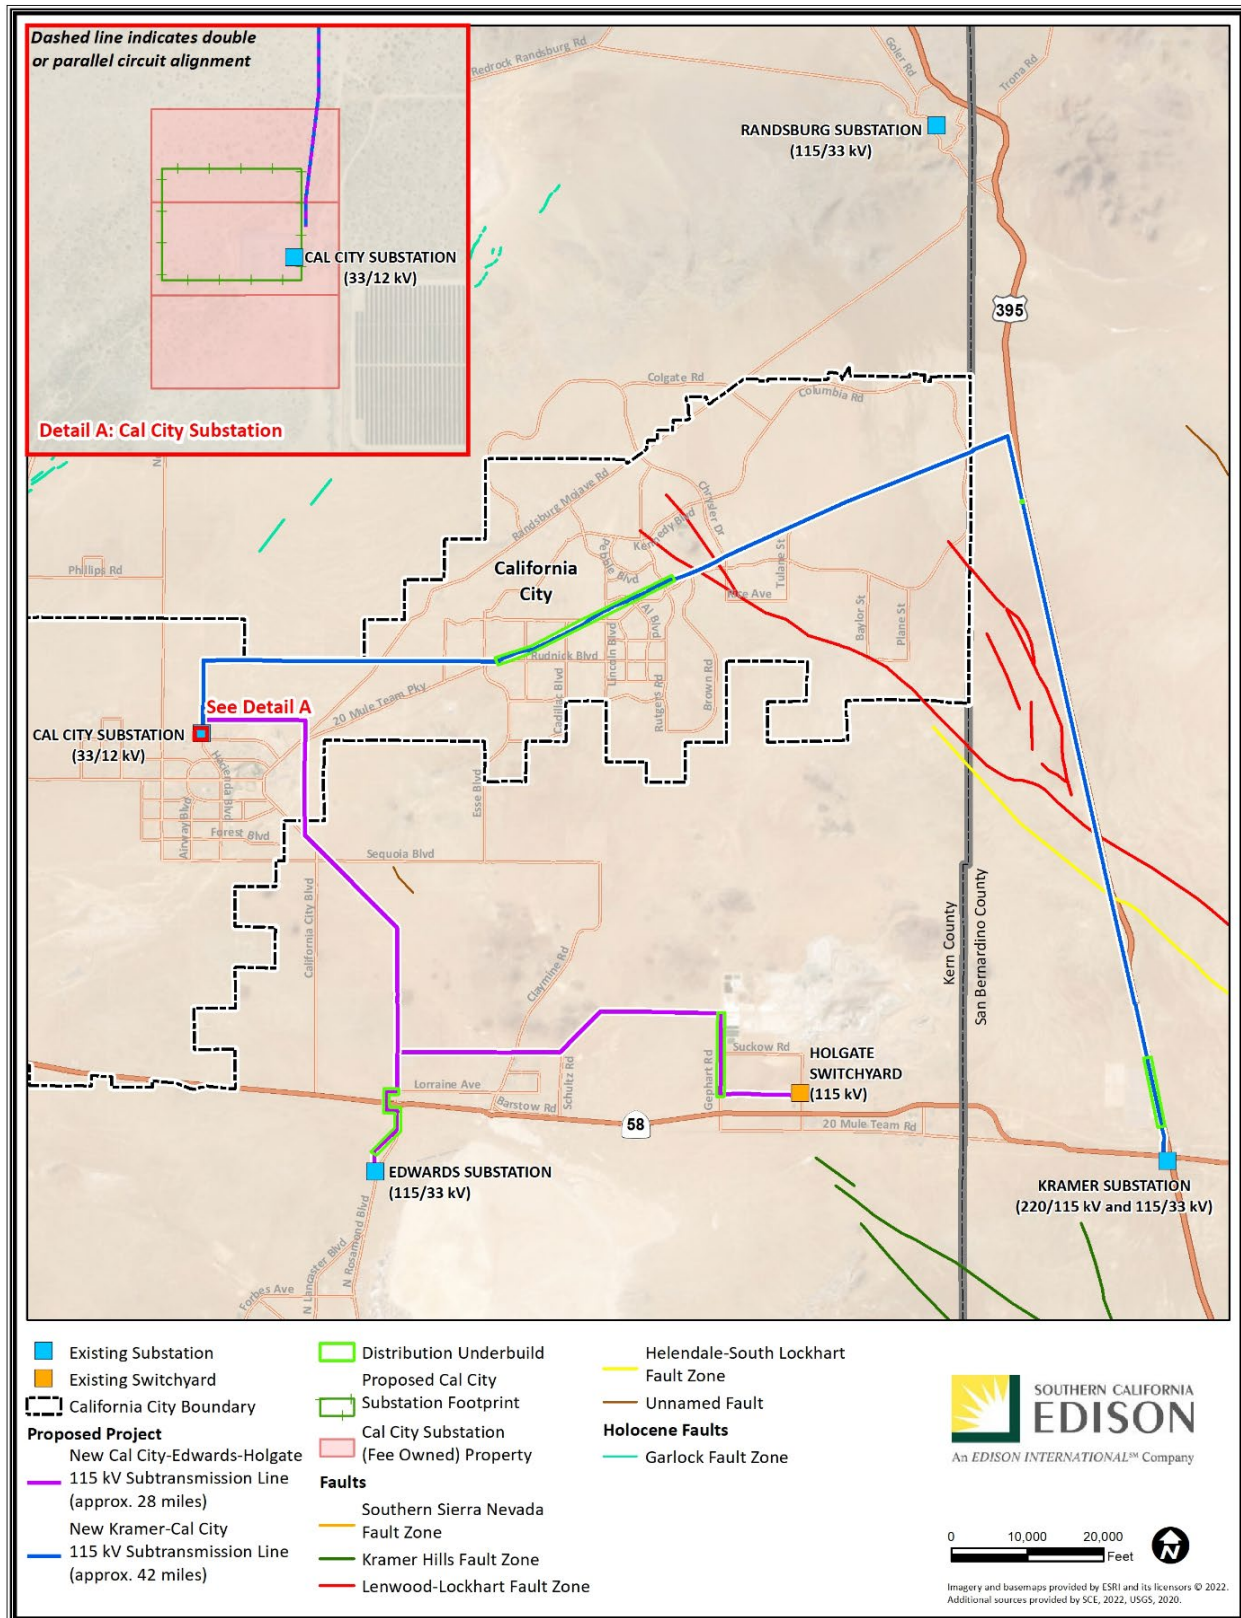 Dashed line indicates double
or parallel circuit alignment
CAL CITY SUBSTATION
(33/12 kV)
Detail A: Cal City Substation
Redrock Randsburg Rd
Goler Rd
Trona Rd
RANDSBURG SUBSTATION
(115/33 kV)
395
Colgate Rd
Columbia Rd
Randsburg Mojave Rd
Chrysler Dr
Kennedy Blvd
Pebble Blvd
Tulane St
Phillips Rd
California
City
Rice Ave
Al Blvd
Baylor St
Plane St
Rudnick Blvd
Lincoln Blvd
Cadillac Blvd
Rutgers Rd
Brown Rd
20 Mule Team Pky
See Detail A
CAL CITY SUBSTATION
(33/12 kV)
Hacienda Blvd
Airway Blvd
Forest Blvd
Esse Blvd
Sequoia Blvd
California City Blvd
Claymine Rd
Kern County
San Bernardino County
Suckow Rd
HOLGATE
SWITCHYARD
(115 kV)
Gephart Rd
Lorraine Ave
Schultz Rd
Barstow Rd
58
20 Mule Team Rd
EDWARDS SUBSTATION
(115/33 kV)
KRAMER SUBSTATION
(220/115 kV and 115/33 kV)
N Rosamond Blvd
N Lancaster Blvd
Forbes Ave
Existing Substation
Existing Switchyard
California City Boundary
Proposed Project
New Cal City-Edwards-Holgate
115 kV Subtransmission Line
(approx. 28 miles)
New Kramer-Cal City
115 kV Subtransmission Line
(approx. 42 miles)
Distribution Underbuild
Proposed Cal City
Substation Footprint
Cal City Substation
(Fee Owned) Property
Faults
Southern Sierra Nevada
Fault Zone
Kramer Hills Fault Zone
Lenwood-Lockhart Fault Zone
Helendale-South Lockhart
Fault Zone
Unnamed Fault
Holocene Faults
Garlock Fault Zone
SOUTHERN CALIFORNIA
EDISON
An EDISON INTERNATIONAL℠ Company
0 10,000 20,000
Feet
N
Imagery and basemaps provided by ESRI and its licensors © 2022.
Additional sources provided by SCE, 2022, USGS, 2020.